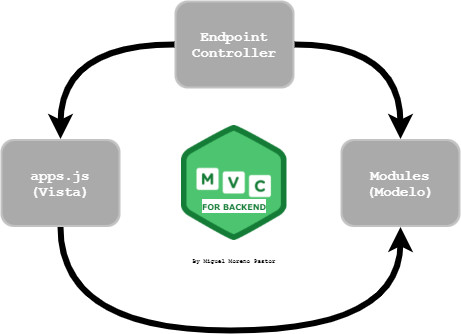 Endpoint
Controller
apps.js
(Vista)
M V C
FOR BACKEND
Modules
(Modelo)
By Miguel Moreno Pastor